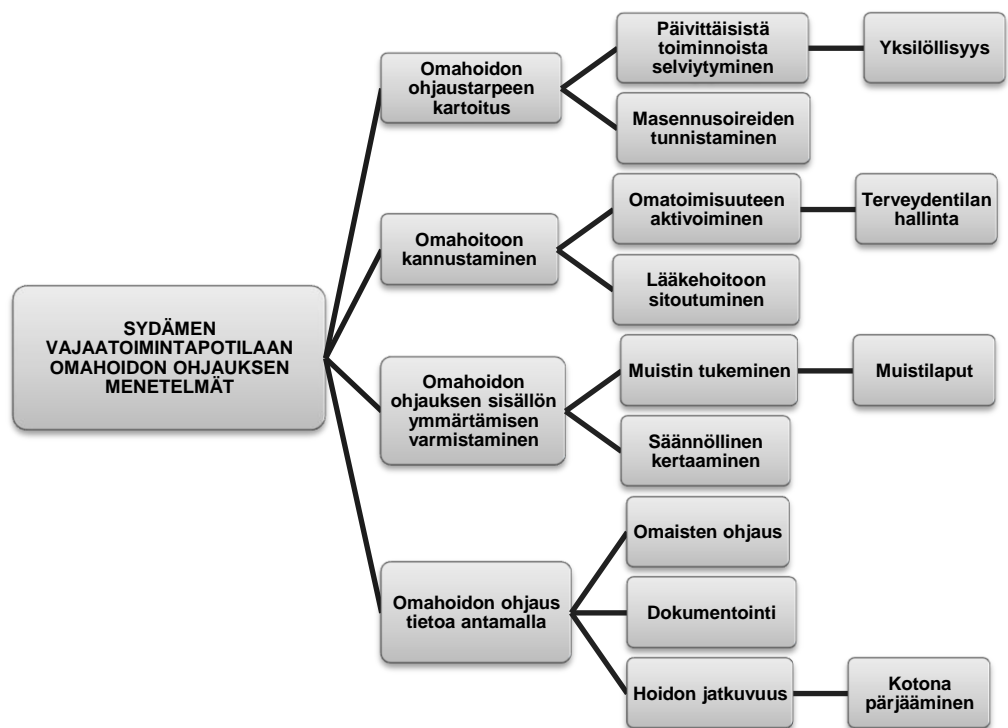 SYDÄMEN
VAJAATOIMINTAPOTILAAN
OMAHOIDON OHJAUKSEN
MENETELMÄT
Omahoidon
ohjaustarpeen
kartoitus
Päivittäisistä
toiminnoista
selviytyminen
Yksilöllisyys
Masennusoireiden
tunnistaminen
Omahoitoon
kannustaminen
Omatoimisuuteen
aktivoiminen
Terveydentilan
hallinta
Lääkehoitoon
sitoutuminen
Omahoidon
ohjauksen sisällön
ymmärtämisen
varmistaminen
Muistin tukeminen
Muistilaput
Säännöllinen
kertaaminen
Omahoidon ohjaus
tietoa antamalla
Omaisten ohjaus
Dokumentointi
Hoidon jatkuvuus
Kotona
pärjääminen